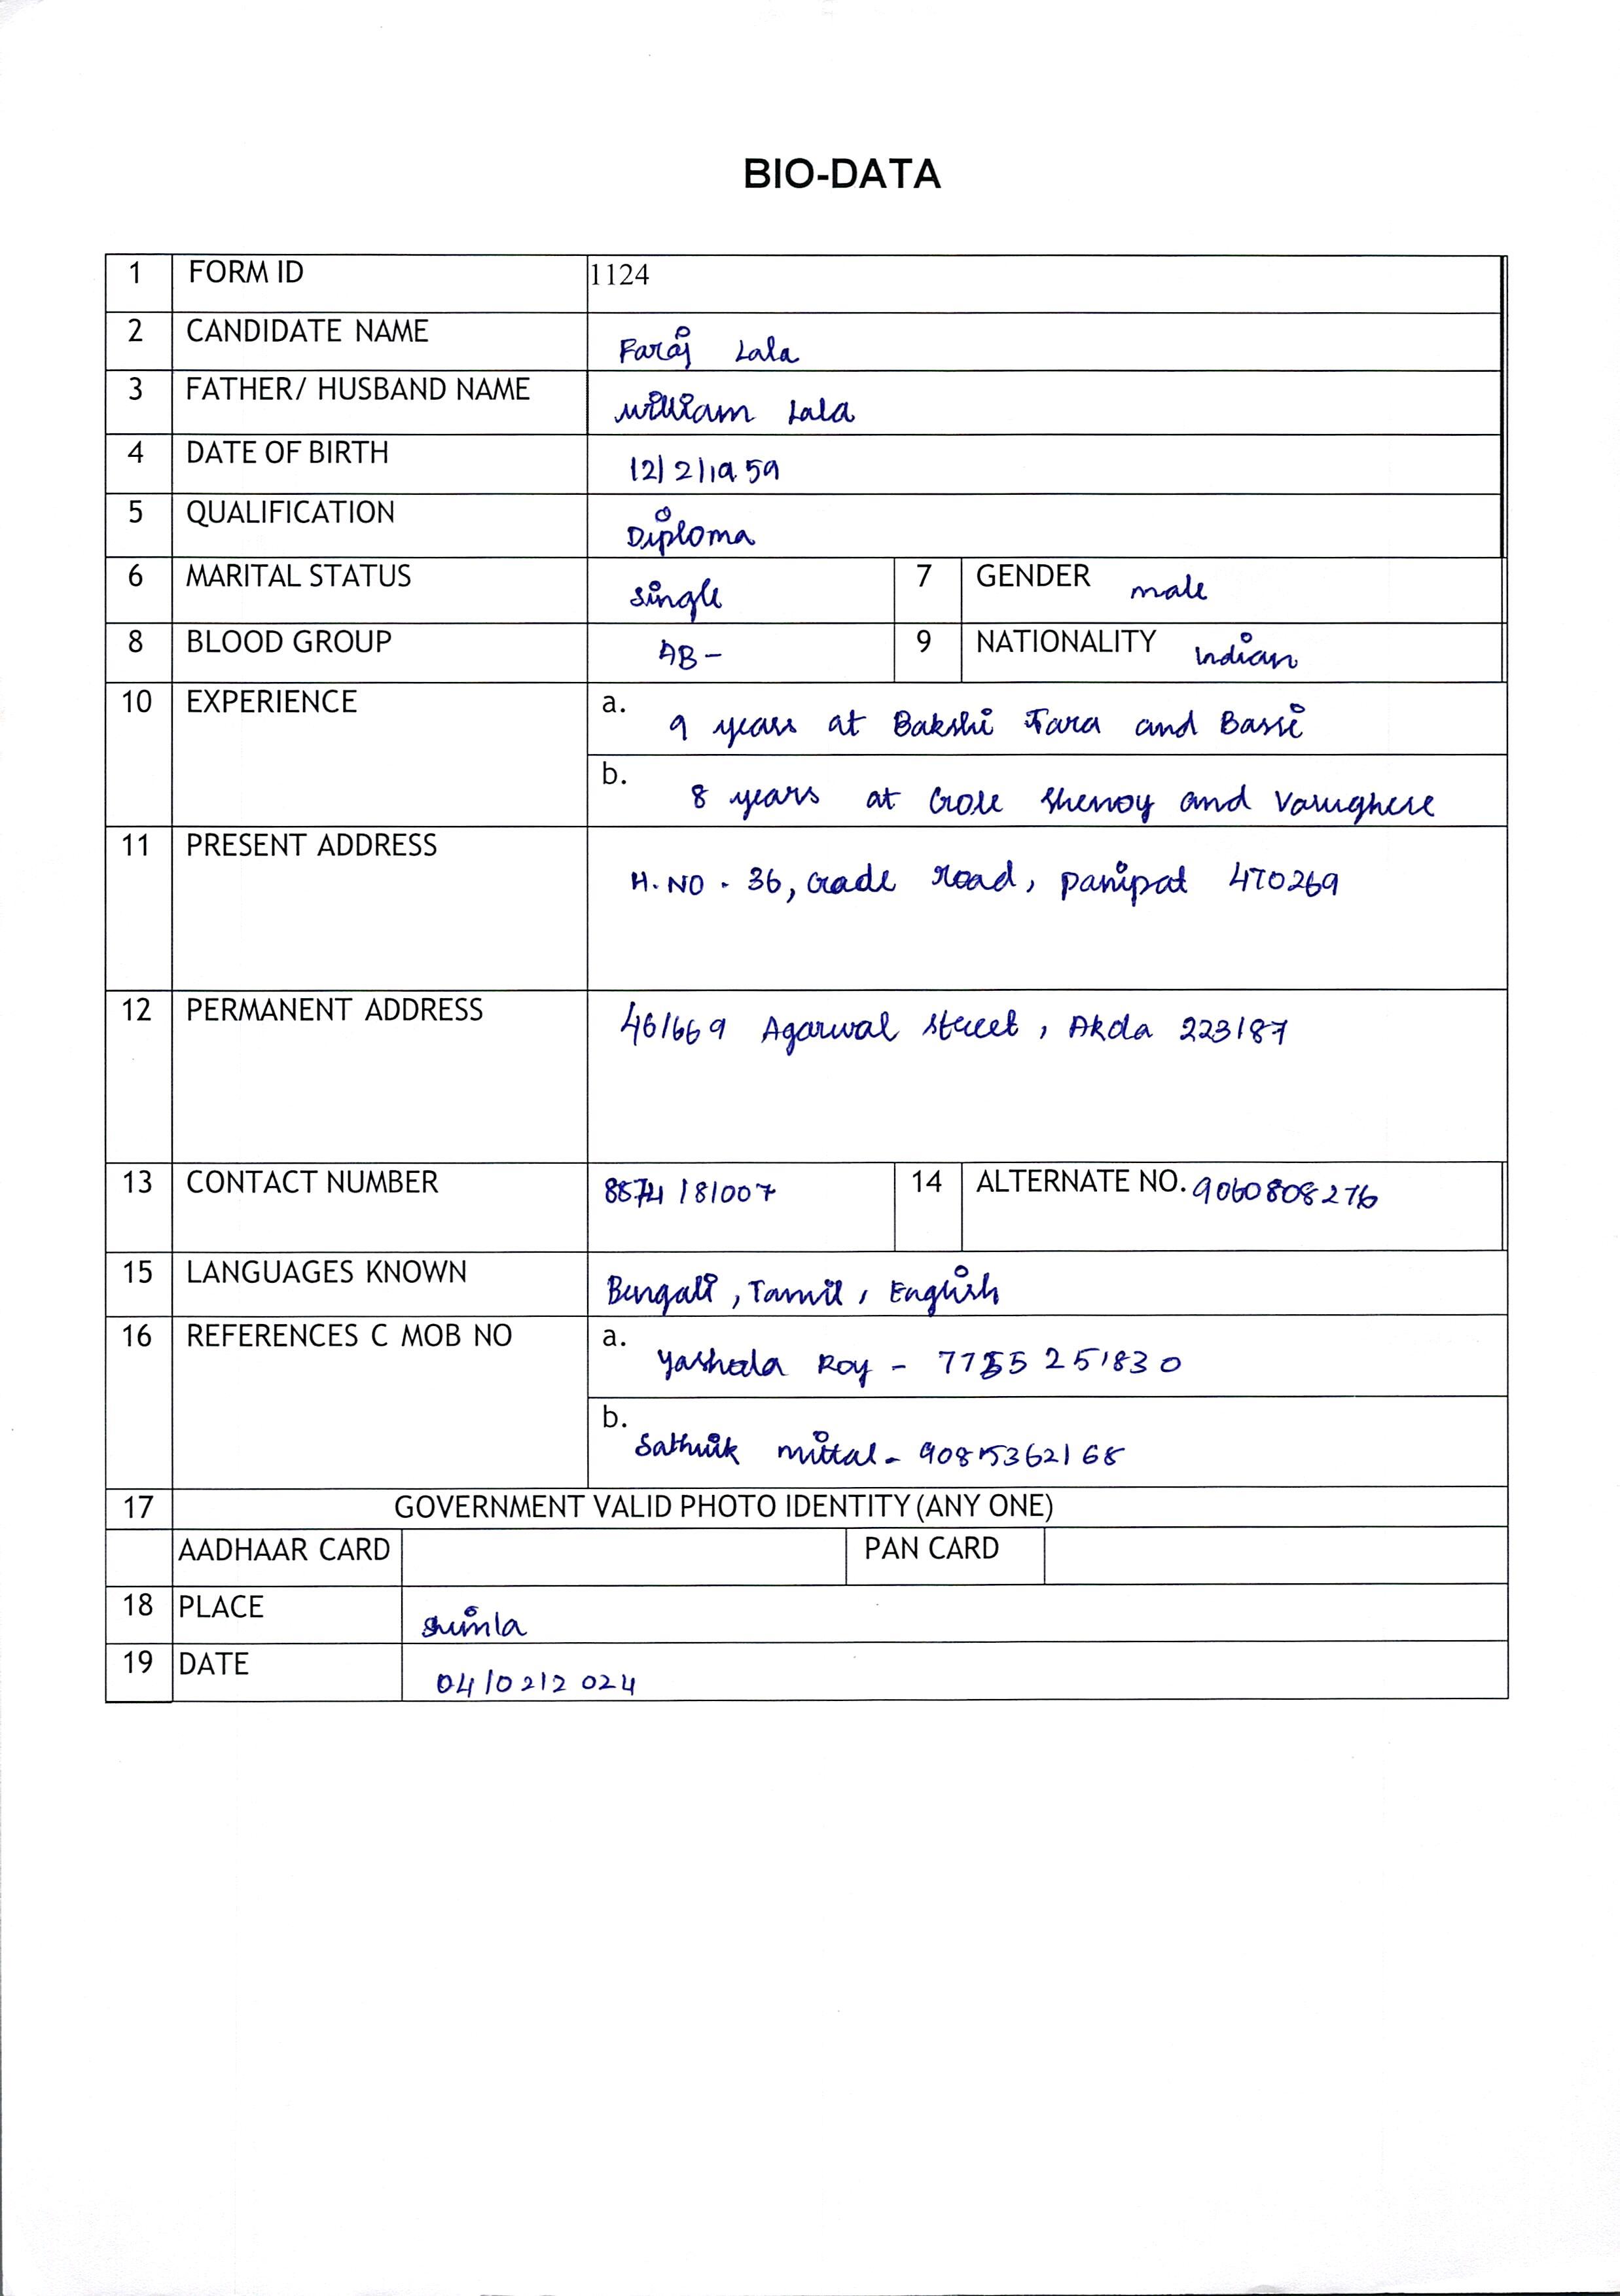 BIO-DATA
1 FORM ID 1124
2 CANDIDATE NAME Faraj Lala
3 FATHER/ HUSBAND NAME William Lala
4 DATE OF BIRTH 12/2/1959
5 QUALIFICATION Diploma
6 MARITAL STATUS single 7 GENDER male
8 BLOOD GROUP AB- 9 NATIONALITY Indian
10 EXPERIENCE a. 9 years at Bakshi Tara and Bassi
b. 8 years at Gole Shenoy and Varughese
11 PRESENT ADDRESS H.NO. 36, Gade road, Panipat 470269
12 PERMANENT ADDRESS Agarwal street, Akola 223187
13 CONTACT NUMBER 8874181007 14 ALTERNATE NO. 9060808276
15 LANGUAGES KNOWN Bengali, Tamil, English
16 REFERENCES C MOB NO a. Roy -
b. Sathvik Mittal - 9085362168
17 GOVERNMENT VALID PHOTO IDENTITY (ANY ONE)
AADHAAR CARD PAN CARD
18 PLACE Shimla
19 DATE 04/02/2024